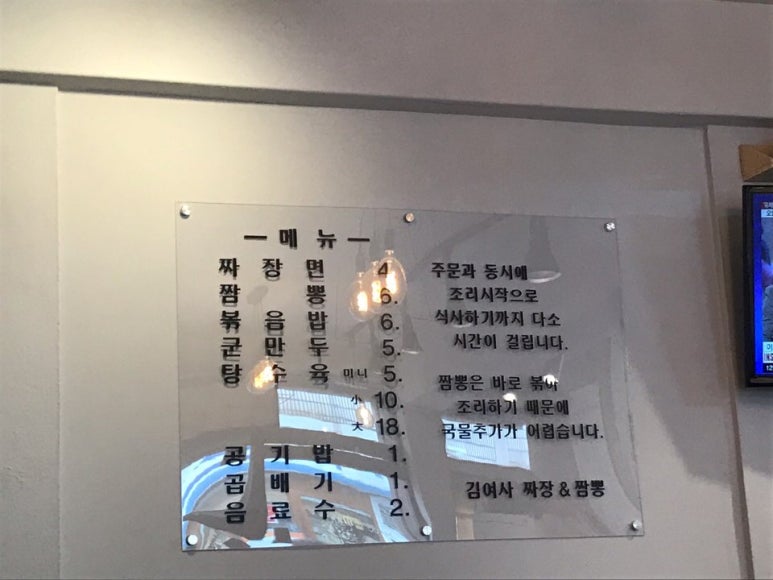 — 메 뉴 —
짜 장 면 4.
짬 뽕 6.
볶 음 밥 6.
군 만 두 5.
탕 수 육 미니 5.
小 10.
大 18.
공 기 밥 1.
곱 배 기 1.
음 료 수 2.
주문과 동시에
조리시작으로
식사하기까지 다소
시간이 걸립니다.
짬뽕은 바로 볶아
조리하기 때문에
국물추가가 어렵습니다.
김여사 짜장 & 짬뽕